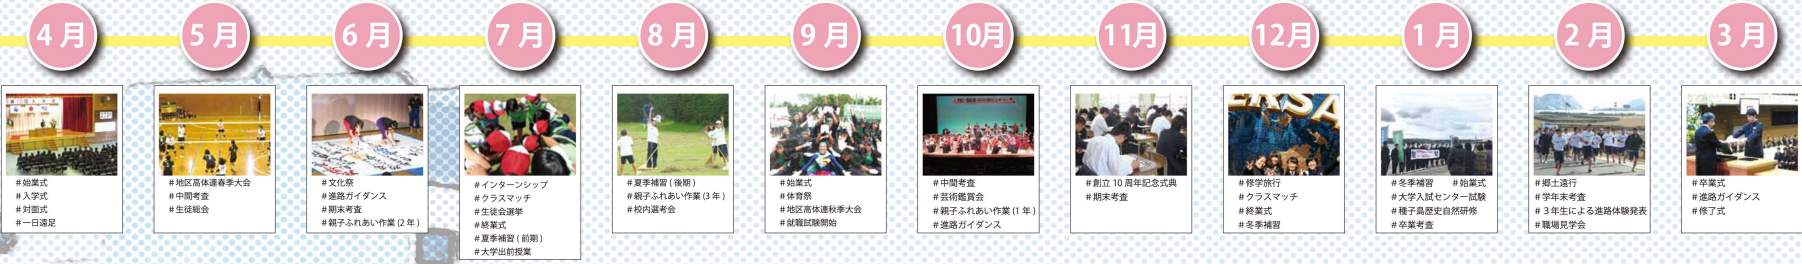 4月
#始業式
#入学式
#対面式
#一日遠足
5月
#地区高体連春季大会
#中間考査
#生徒総会
6月
#文化祭
#進路ガイダンス
#期末考査
#親子ふれあい作業(2年)
7月
#インターンシップ
#クラスマッチ
#生徒会選挙
#終業式
#夏季補習(前期)
#大学出前授業
8月
#夏季補習(後期)
#親子ふれあい作業(3年)
#校内選考会
9月
#始業式
#体育祭
#地区高体連秋季大会
#就職試験開始
10月
#中間考査
#芸術鑑賞会
#親子ふれあい作業(1年)
#進路ガイダンス
11月
#創立10周年記念式典
#期末考査
12月
ERSA
#修学旅行
#クラスマッチ
#終業式
#冬季補習
1月
#冬季補習 #始業式
#大学入試センター試験
#種子島歴史自然研修
#卒業考査
2月
#郷土遠行
#学年末考査
#3年生による進路体験発表
#職場見学会
3月
#卒業式
#進路ガイダンス
#修了式